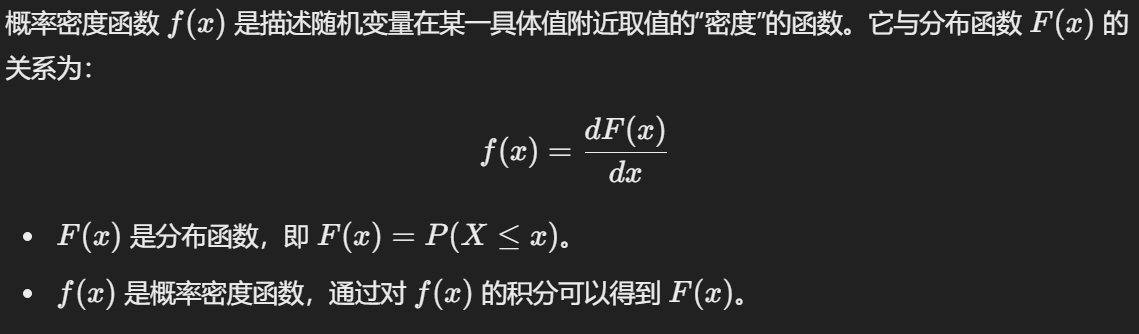 概率密度函数 f(x) 是描述随机变量在某一具体值附近取值的“密度”的函数。它与分布函数 F(x) 的
关系为：
f(x) = dF(x)/dx
• F(x) 是分布函数，即 F(x) = P(X ≤ x)。
• f(x) 是概率密度函数，通过对 f(x) 的积分可以得到 F(x)。